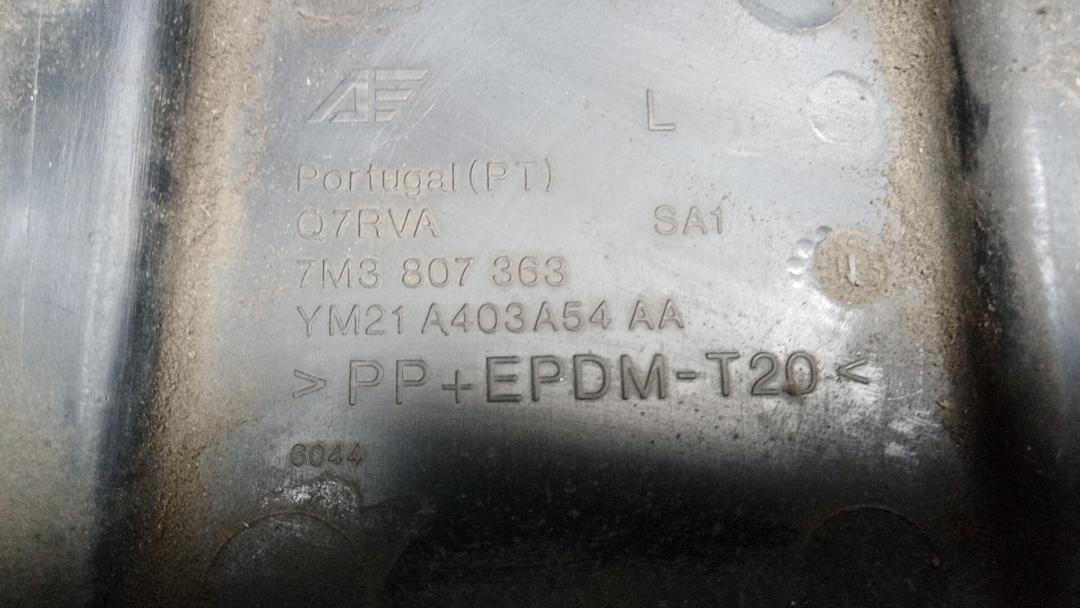 AE
L
Portugal (PT)
Q7RVA SA1
7M3 807 363
YM21 A403A54 AA
>PP+EPDM-T20<
6044